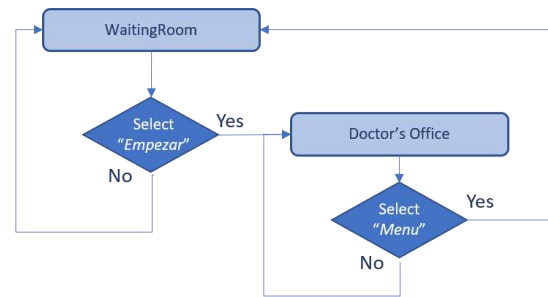 WaitingRoom
Select
“Empezar”
Yes
No
Doctor’s Office
Select
“Menu”
Yes
No